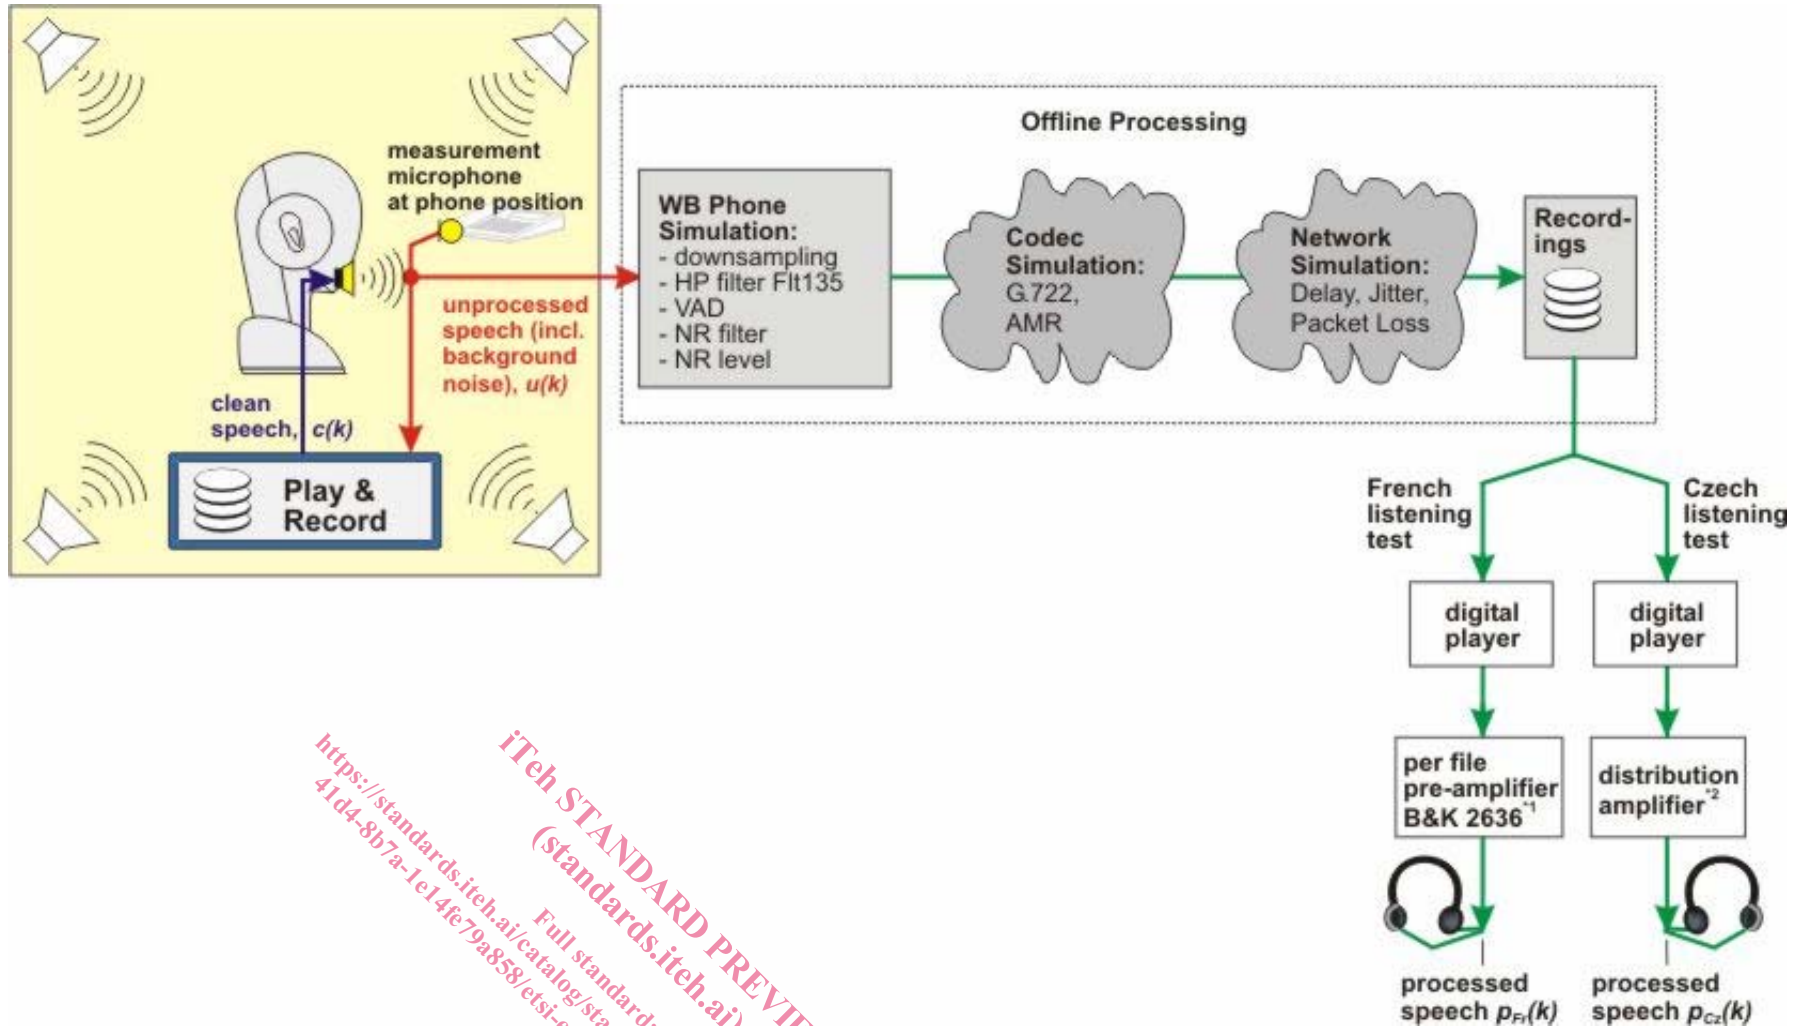 measurement
microphone
at phone position
unprocessed
speech (incl.
background
noise), u(k)
clean
speech, c(k)
Play &
Record
Offline Processing
WB Phone
Simulation:
- downsampling
- HP filter Flt135
- VAD
- NR filter
- NR level
Codec
Simulation:
G.722,
AMR
Network
Simulation:
Delay, Jitter,
Packet Loss
Record-
ings
French
listening
test
Czech
listening
test
digital
player
digital
player
per file
pre-amplifier
B&K 2636*1
distribution
amplifier*2
processed
speech pFr(k)
processed
speech pCz(k)
iTeh STANDARD PREVIE
(standards.iteh.ai)
Full standard
https://standards.iteh.ai/catalog/sta
41d4-8b7a-1e14fe79a858/etsi-e